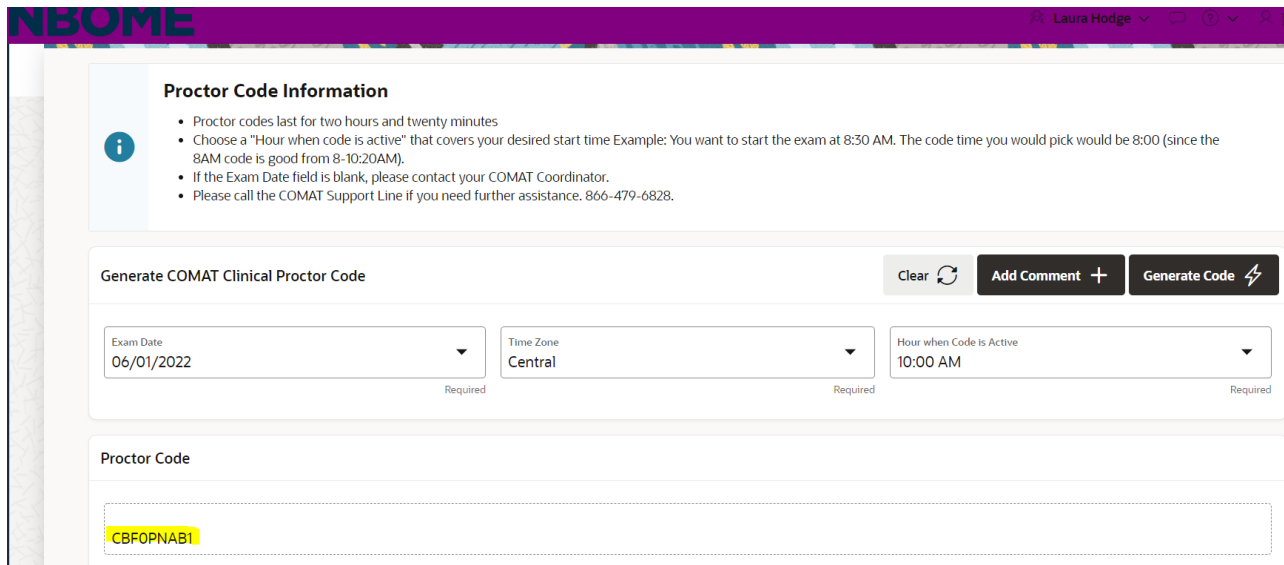 NBOME
Laura Hodge
Proctor Code Information
• Proctor codes last for two hours and twenty minutes
• Choose a "Hour when code is active" that covers your desired start time Example: You want to start the exam at 8:30 AM. The code time you would pick would be 8:00 (since the
8AM code is good from 8-10:20AM).
• If the Exam Date field is blank, please contact your COMAT Coordinator.
• Please call the COMAT Support Line if you need further assistance. 866-479-6828.
Generate COMAT Clinical Proctor Code
Clear
Add Comment +
Generate Code
Exam Date
06/01/2022
Required
Time Zone
Central
Required
Hour when Code is Active
10:00 AM
Required
Proctor Code
CBF0PNAB1